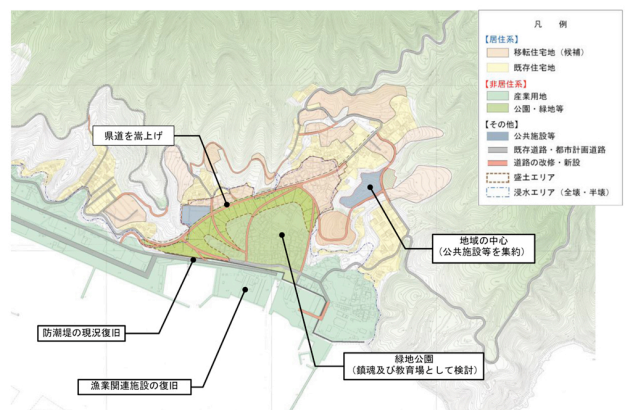 凡 例
【居住系】
移転住宅地（候補）
既存住宅地
【非居住系】
産業用地
公園・緑地等
【その他】
公共施設等
既存道路・都市計画道路
道路の改修・新設
盛土エリア
浸水エリア（全壊・半壊）
県道を嵩上げ
地域の中心
（公共施設等を集約）
防潮堤の現況復旧
緑地公園
（鎮魂及び教育場として検討）
漁業関連施設の復旧